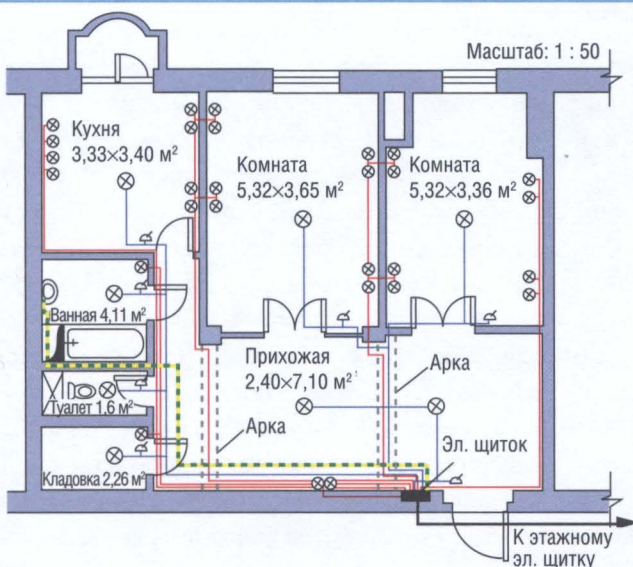 Масштаб: 1 : 50
Кухня
3,33×3,40 м²
Комната
5,32×3,65 м²
Комната
5,32×3,36 м²
Ванная 4,11 м²
Прихожая
2,40×7,10 м²
Арка
Туалет 1.6 м²
Арка
Эл. щиток
Кладовка 2,26 м²
К этажному
эл. щитку